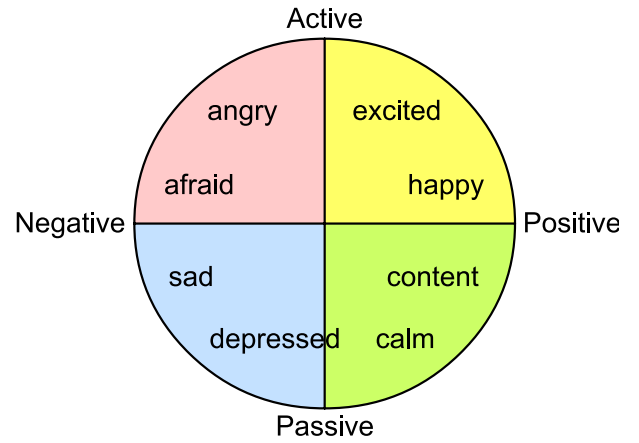 Active
angry excited
afraid happy
Negative Positive
sad content
depressed calm
Passive